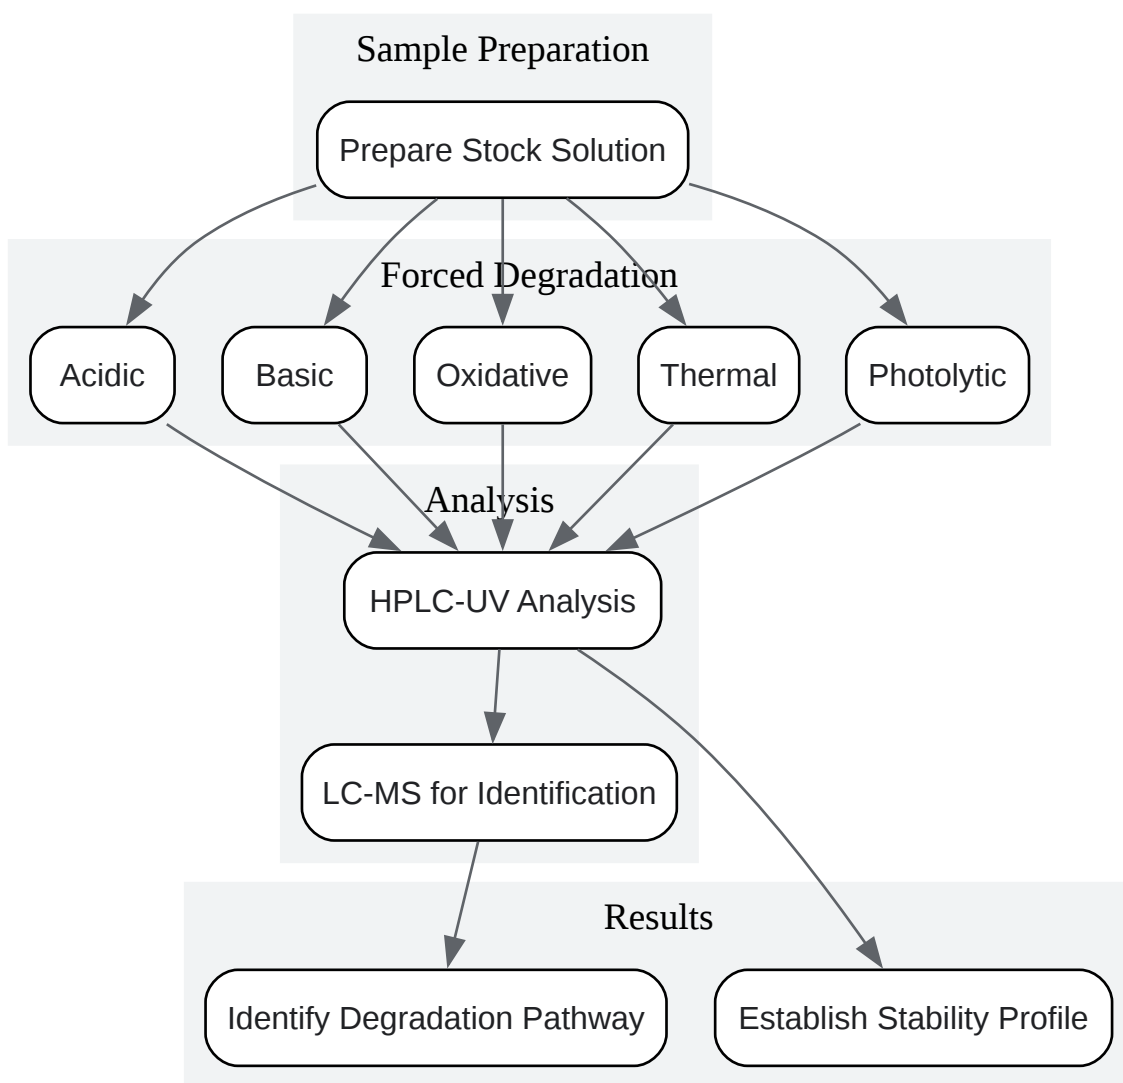 Sample Preparation
Prepare Stock Solution
Forced Degradation
Acidic
Basic
Oxidative
Thermal
Photolytic
Analysis
HPLC-UV Analysis
LC-MS for Identification
Results
Identify Degradation Pathway
Establish Stability Profile